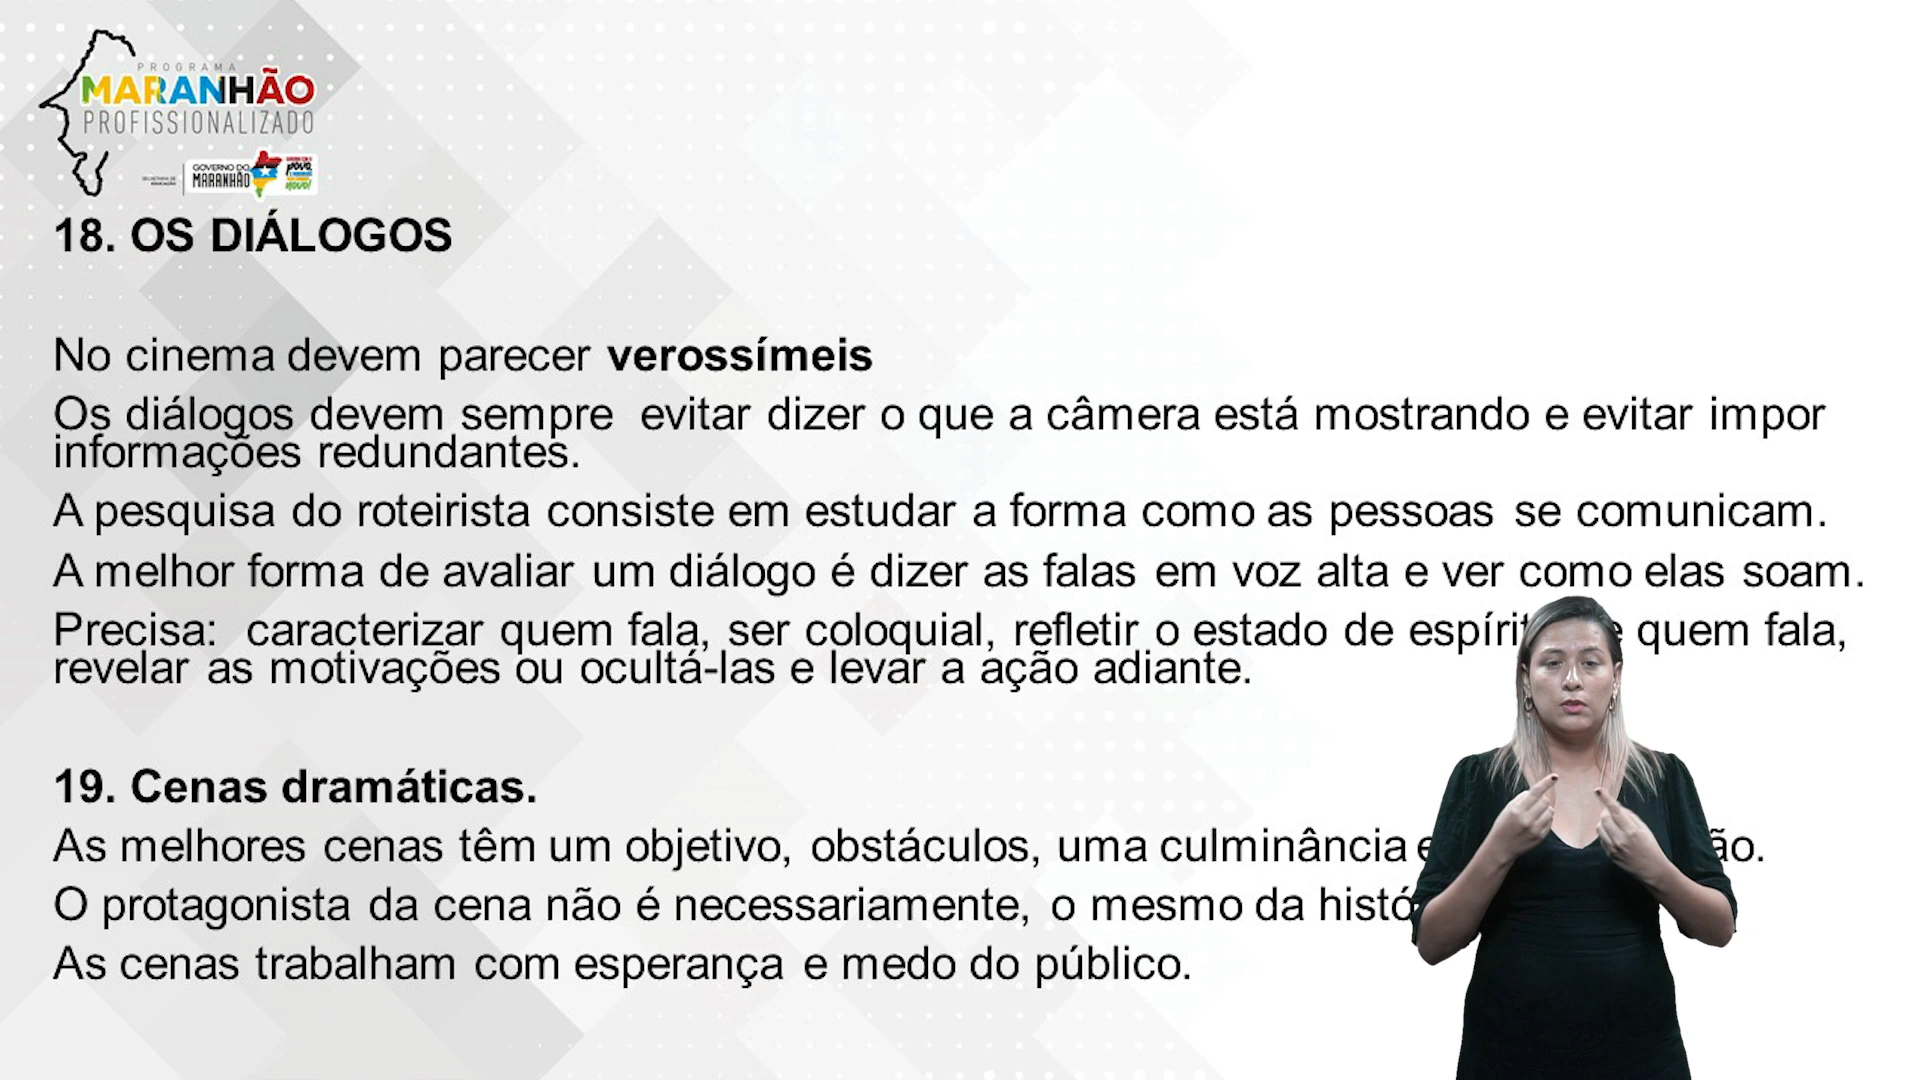 PROGRAMA
MARANHÃO
PROFISSIONALIZADO
SECRETARIA DE
EDUCAÇÃO
GOVERNO DO
MARANHÃO
18. OS DIÁLOGOS
No cinema devem parecer verossímeis
Os diálogos devem sempre evitar dizer o que a câmera está mostrando e evitar impor
informações redundantes.
A pesquisa do roteirista consiste em estudar a forma como as pessoas se comunicam.
A melhor forma de avaliar um diálogo é dizer as falas em voz alta e ver como elas soam.
Precisa: caracterizar quem fala, ser coloquial, refletir o estado de quem fala,
revelar as motivações ou ocultá-las e levar a ação adiante.
19. Cenas dramáticas.
As melhores cenas têm um objetivo, obstáculos, uma culminância
O protagonista da cena não é necessariamente, o mesmo da
As cenas trabalham com esperança e medo do público.